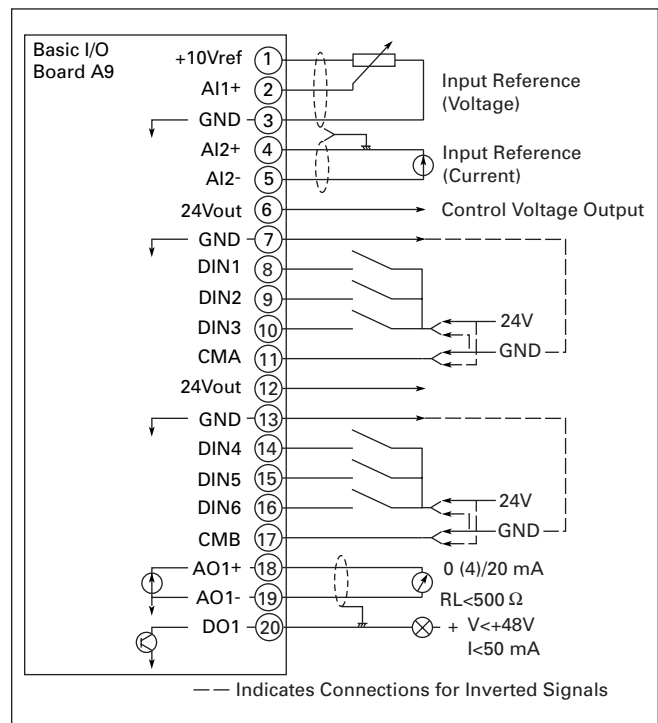 Basic I/O
Board A9
+10Vref 1
AI1+ 2
GND 3
Input Reference
(Voltage)
AI2+ 4
AI2- 5
Input Reference
(Current)
24Vout 6 Control Voltage Output
GND 7
DIN1 8
DIN2 9
DIN3 10
24V
GND
CMA 11
24Vout 12
GND 13
DIN4 14
DIN5 15
DIN6 16
24V
GND
CMB 17
AO1+ 18 0 (4)/20 mA
AO1- 19 RL<500 Ω
DO1 20 + V<+48V
I<50 mA
— — Indicates Connections for Inverted Signals